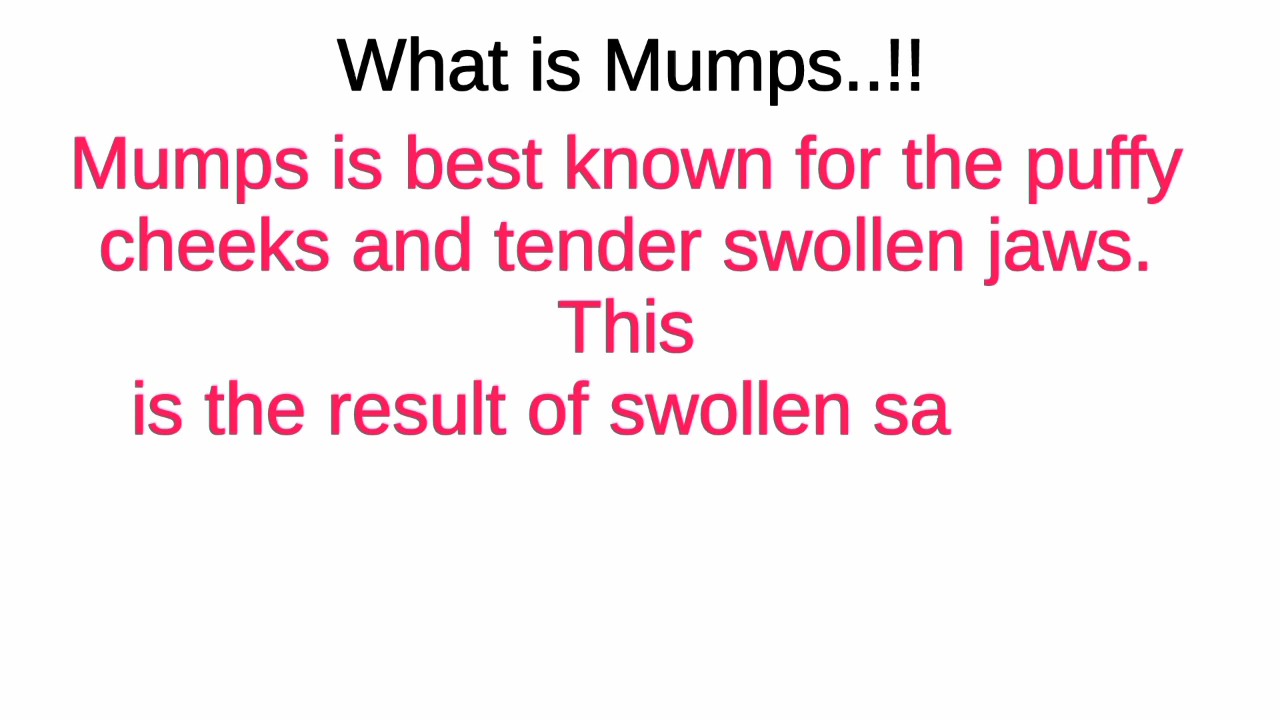 What is Mumps..!!
Mumps is best known for the puffy
cheeks and tender swollen jaws.
This
is the result of swollen sa